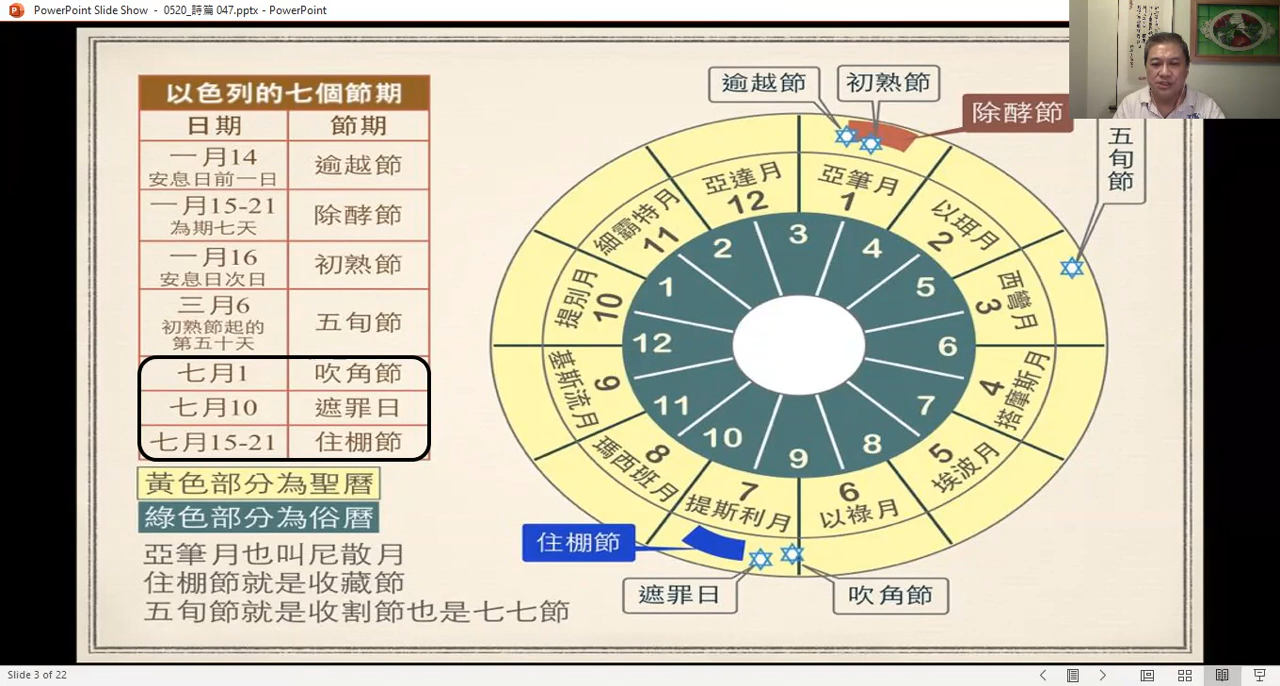 PowerPoint Slide Show - 0520_詩篇 047.pptx - PowerPoint
以色列的七個節期
日期 節期
一月14
安息日前一日
逾越節
一月15-21
為期七天
除酵節
一月16
安息日次日
初熟節
三月6
初熟節起的
第五十天
五旬節
七月1 吹角節
七月10 遮罪日
七月15-21 住棚節
黃色部分為聖曆
綠色部分為俗曆
亞筆月也叫尼散月
住棚節就是收藏節
五旬節就是收割節也是七七節
逾越節
初熟節
除酵節
五旬節
亞筆月
1
以珥月
2
西彎月
3
搭摩斯月
4
埃波月
5
以祿月
6
提斯利月
7
瑪西班月
8
基斯流月
9
提別月
10
細霸特月
11
亞達月
12
3
4
5
6
7
8
9
10
11
12
1
2
住棚節
遮罪日
吹角節
Slide 3 of 22